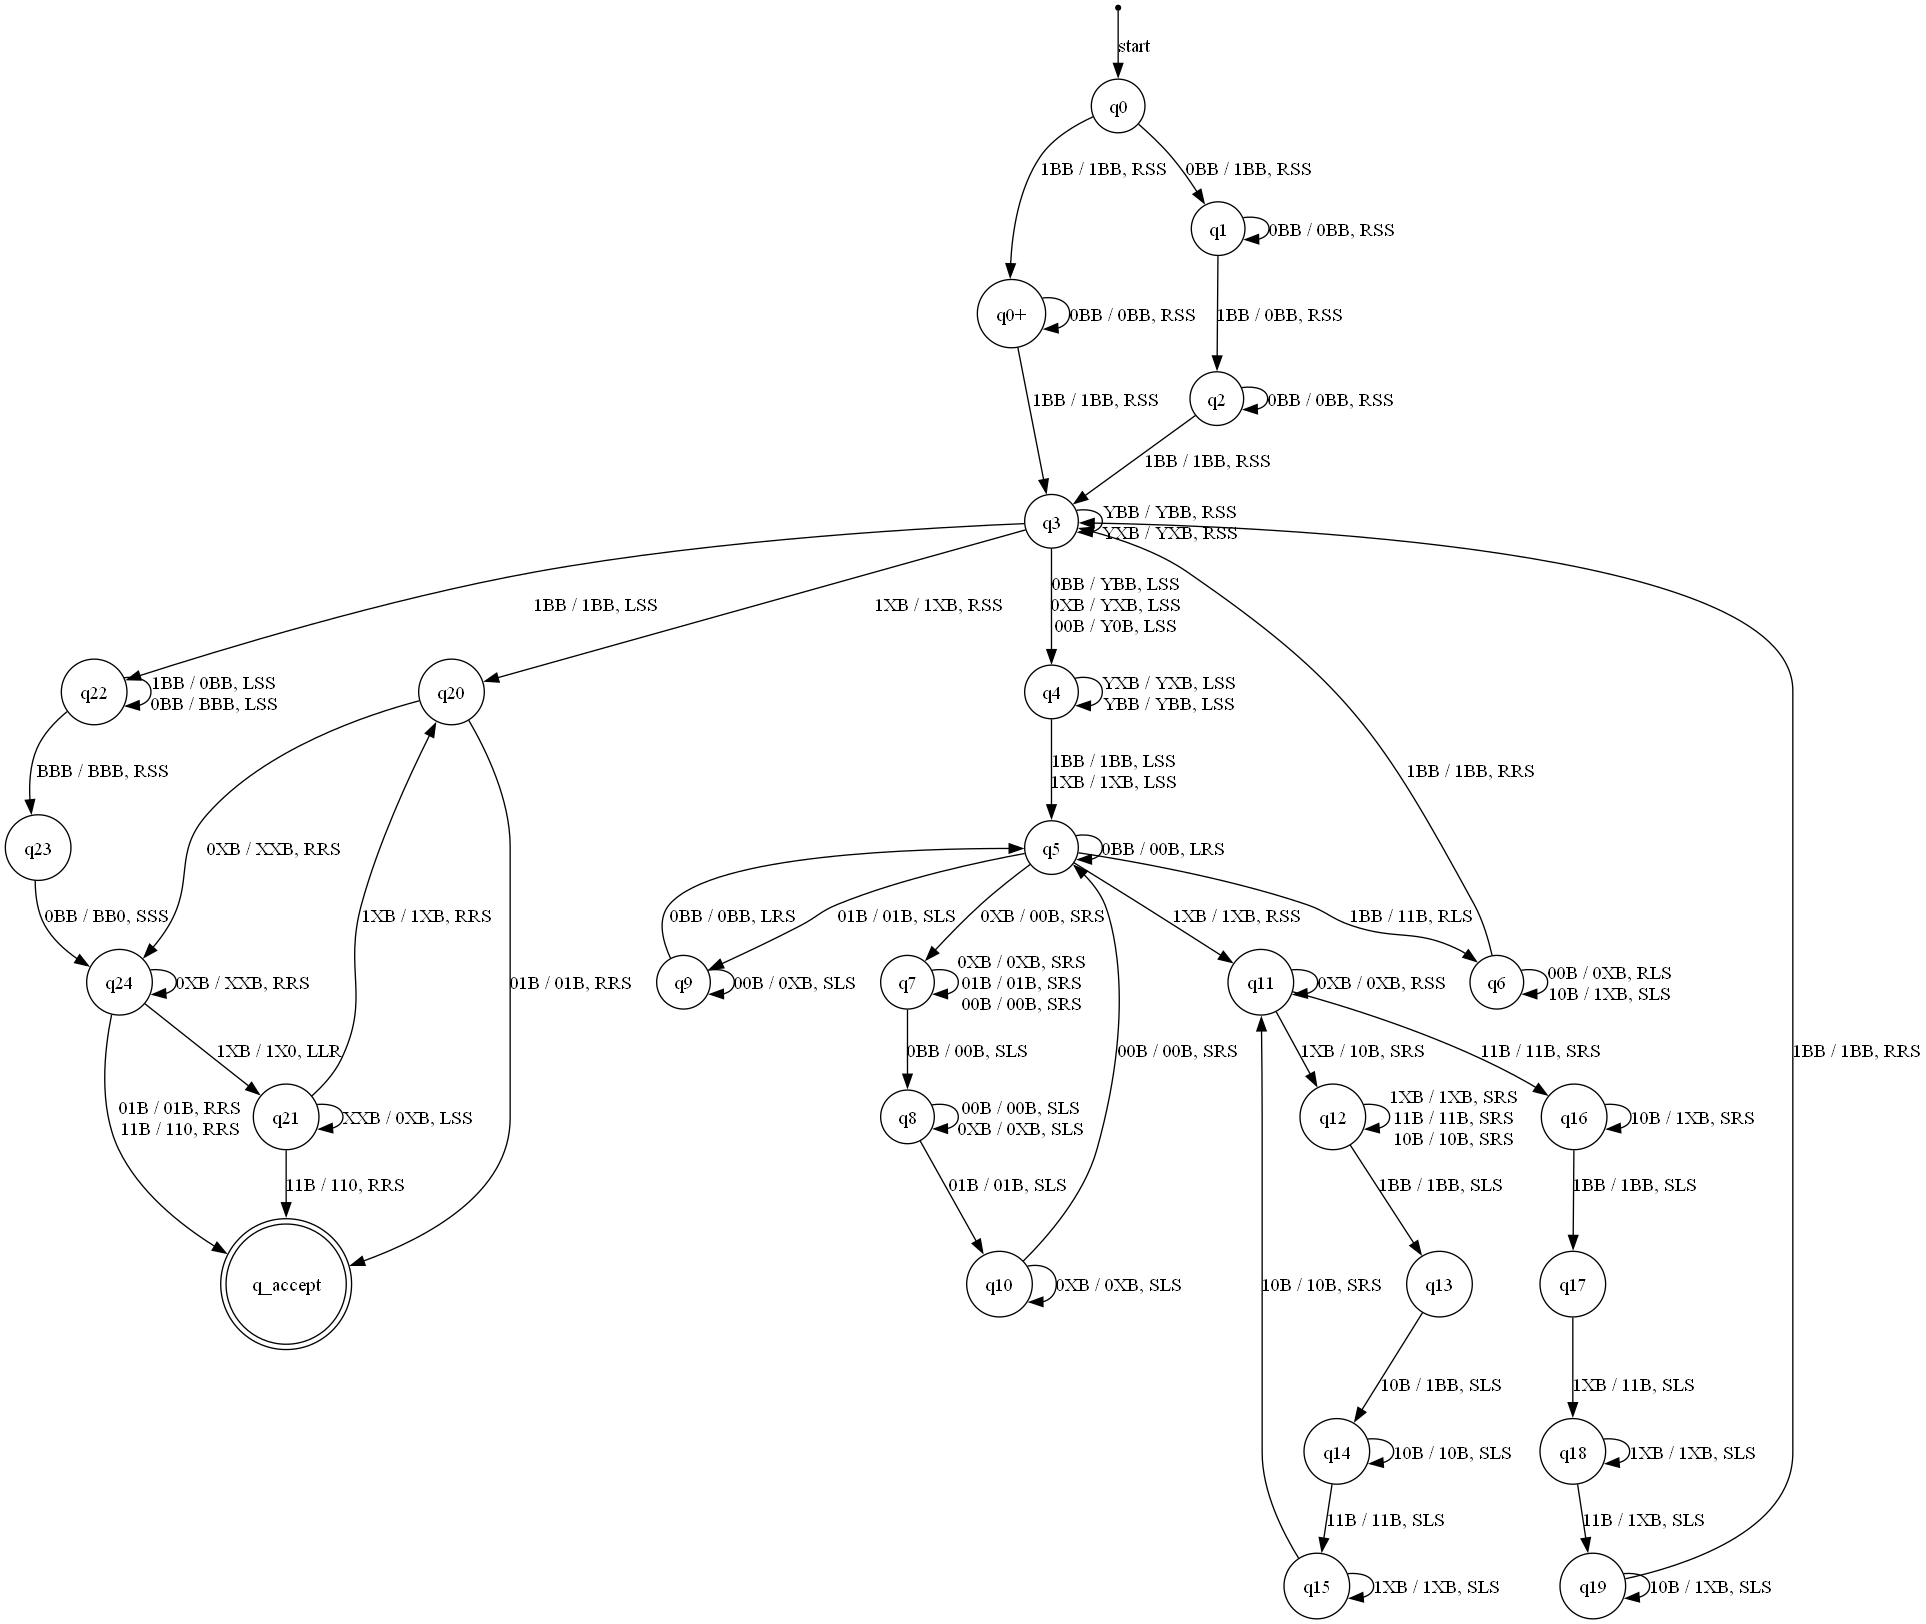 start
q0
1BB / 1BB, RSS
0BB / 1BB, RSS
q1
0BB / 0BB, RSS
q0+
0BB / 0BB, RSS
1BB / 0BB, RSS
1BB / 1BB, RSS
q2
0BB / 0BB, RSS
1BB / 1BB, RSS
q3
YBB / YBB, RSS
YXB / YXB, RSS
1BB / 1BB, LSS
1XB / 1XB, RSS
0BB / YBB, LSS
0XB / YXB, LSS
00B / Y0B, LSS
q22
1BB / 0BB, LSS
0BB / BBB, LSS
q20
q4
YXB / YXB, LSS
YBB / YBB, LSS
BBB / BBB, RSS
1BB / 1BB, LSS
1XB / 1XB, LSS
1BB / 1BB, RRS
q23
0XB / XXB, RRS
q5
0BB / 00B, LRS
0BB / BB0, SSS
1XB / 1XB, RRS
0BB / 0BB, LRS
01B / 01B, SLS
0XB / 00B, SRS
1XB / 1XB, RSS
1BB / 11B, RLS
q24
0XB / XXB, RRS
01B / 01B, RRS
q9
00B / 0XB, SLS
q7
0XB / 0XB, SRS
01B / 01B, SRS
00B / 00B, SRS
q11
0XB / 0XB, RSS
q6
00B / 0XB, RLS
10B / 1XB, SLS
1XB / 1X0, LLR
0BB / 00B, SLS
00B / 00B, SRS
1XB / 10B, SRS
11B / 11B, SRS
1BB / 1BB, RRS
01B / 01B, RRS
11B / 110, RRS
q21
XXB / 0XB, LSS
q8
00B / 00B, SLS
0XB / 0XB, SLS
q12
1XB / 1XB, SRS
11B / 11B, SRS
10B / 10B, SRS
q16
10B / 1XB, SRS
11B / 110, RRS
01B / 01B, SLS
1BB / 1BB, SLS
1BB / 1BB, SLS
q_accept
q10
0XB / 0XB, SLS
10B / 10B, SRS
q13
q17
10B / 1BB, SLS
1XB / 11B, SLS
q14
10B / 10B, SLS
q18
1XB / 1XB, SLS
11B / 11B, SLS
11B / 1XB, SLS
q15
1XB / 1XB, SLS
q19
10B / 1XB, SLS